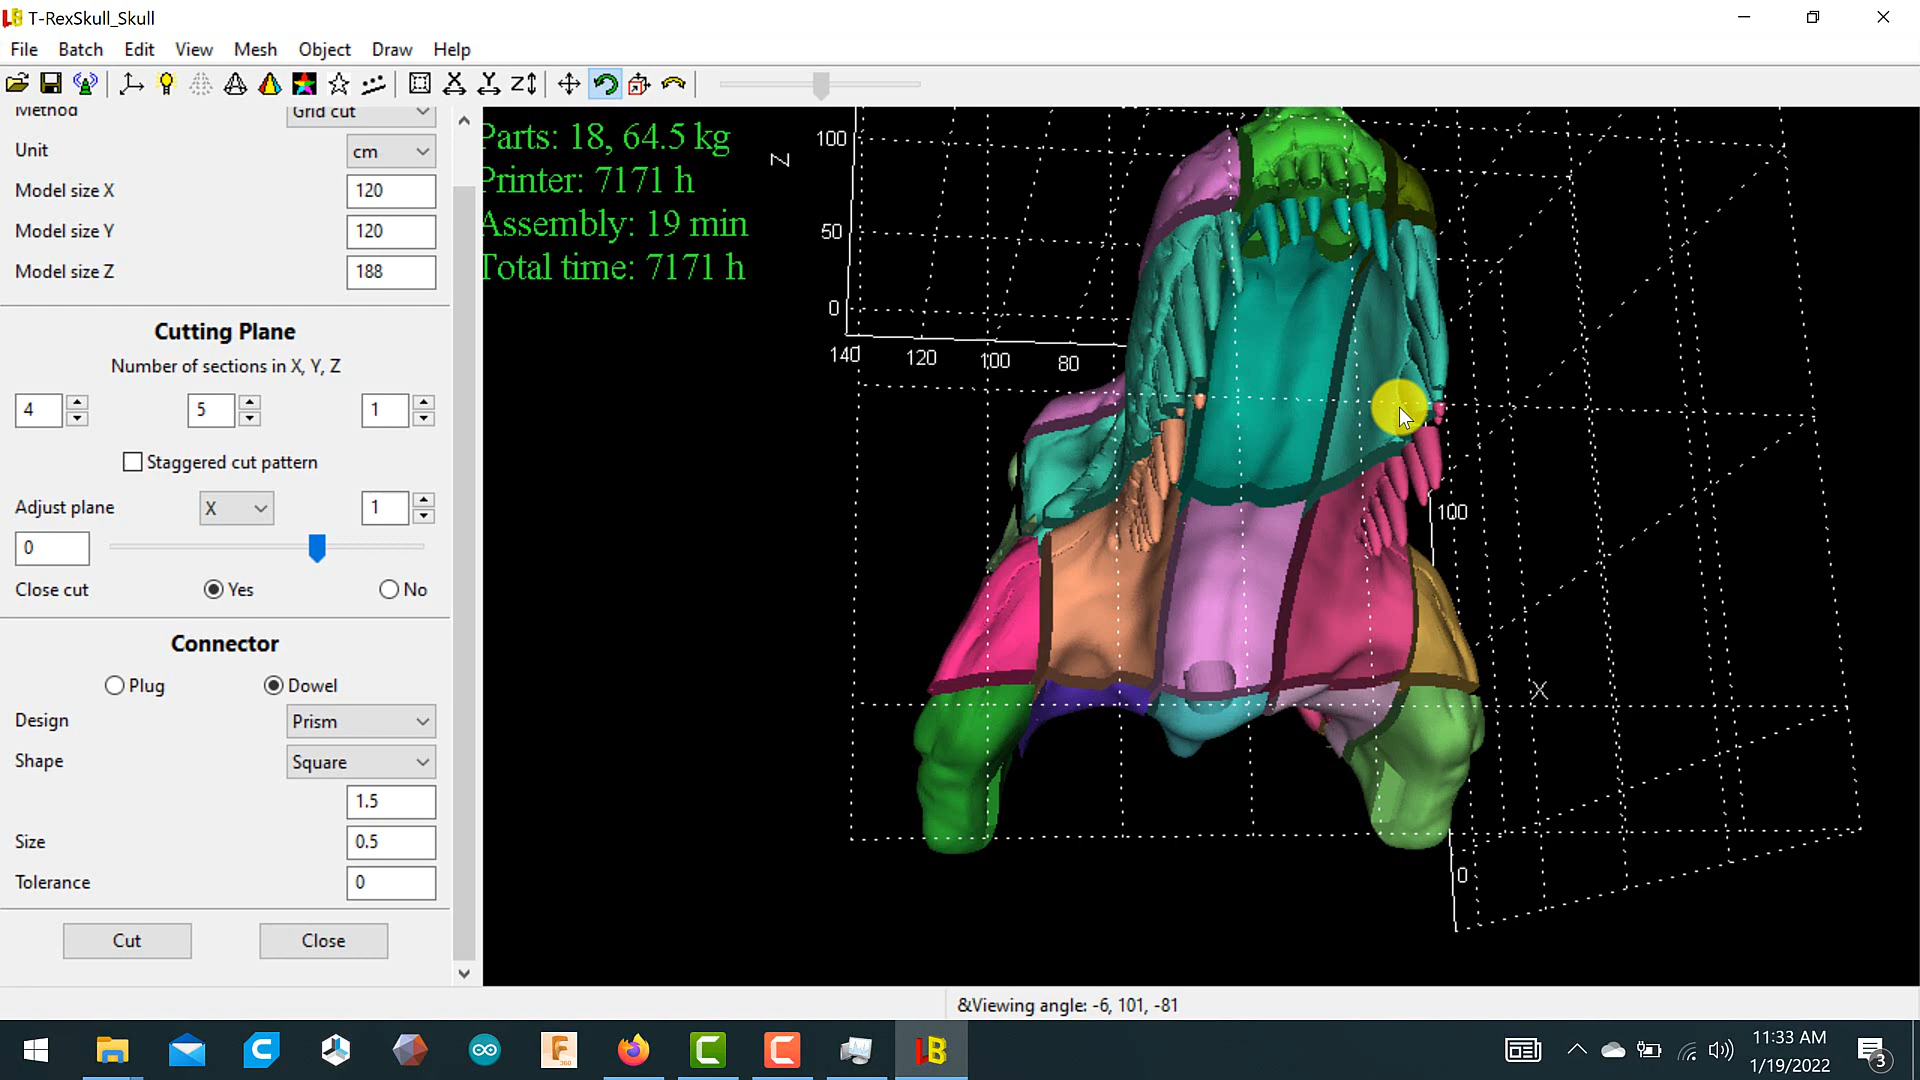 T-RexSkull_Skull
File Batch Edit View Mesh Object Draw Help
Method Grid cut
Unit cm
Model size X 120
Model size Y 120
Model size Z 188
Cutting Plane
Number of sections in X, Y, Z
4 5 1
Staggered cut pattern
Adjust plane X 1
0
Close cut Yes No
Connector
Plug Dowel
Design Prism
Shape Square
1.5
Size 0.5
Tolerance 0
Cut Close
Parts: 18, 64.5 kg
Printer: 7171 h
Assembly: 19 min
Total time: 7171 h
Z
100
50
0
140 120 100 80
100
X
0
&Viewing angle: -6, 101, -81
11:33 AM
1/19/2022
3